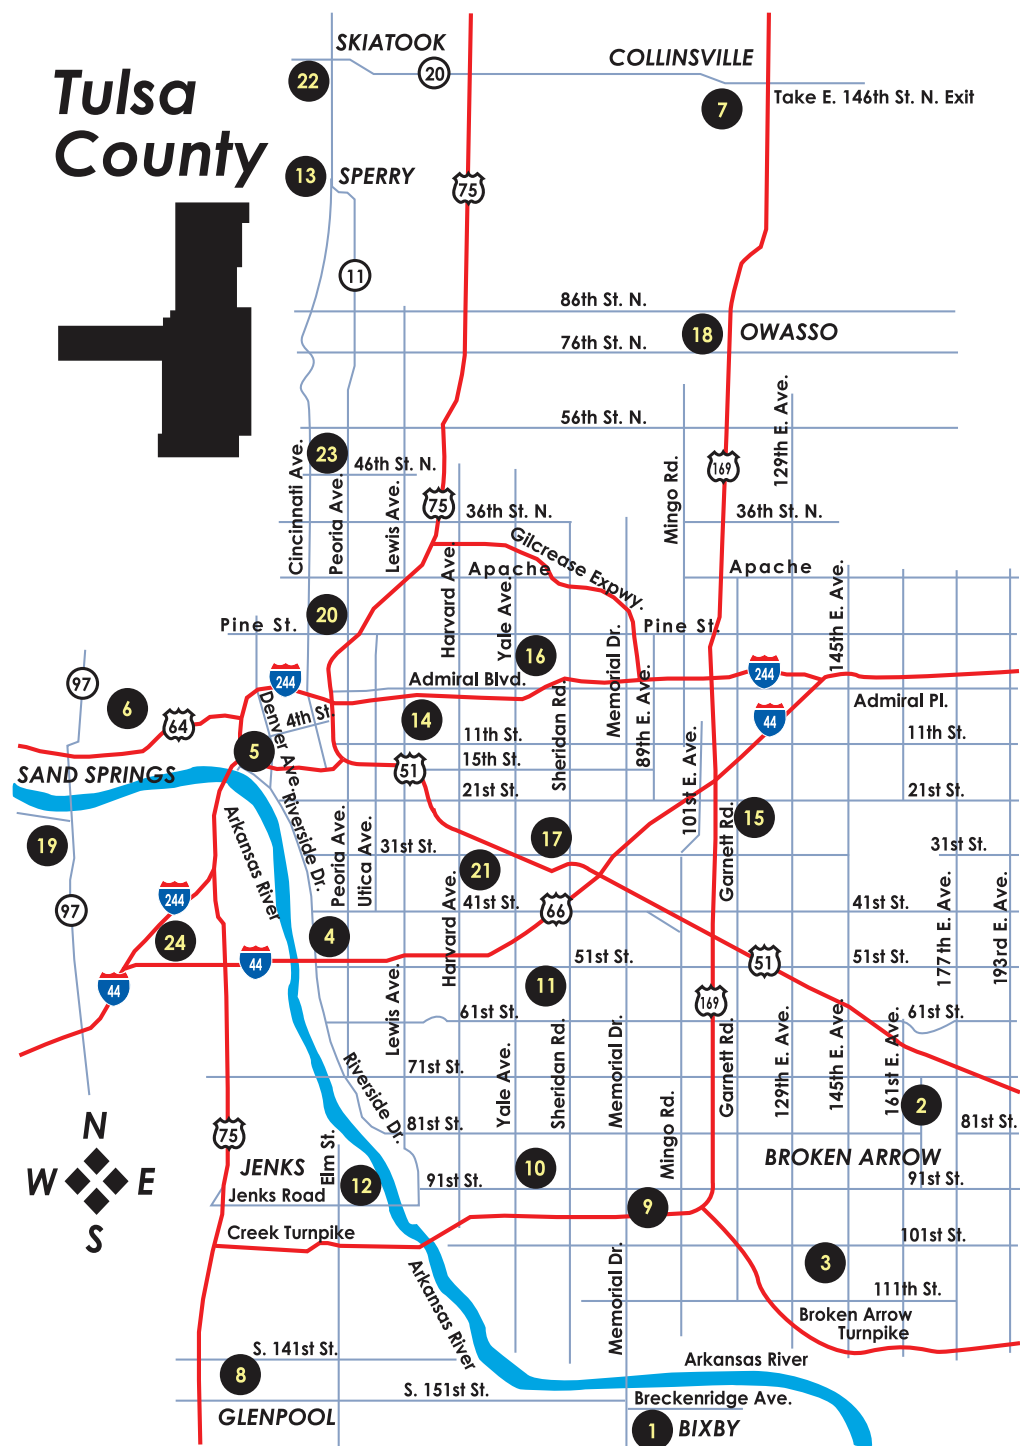 SKIATOOK
COLLINSVILLE
20
22
Take E. 146th St. N. Exit
7
Tulsa
County
13
SPERRY
75
11
86th St. N.
18
OWASSO
76th St. N.
129th E. Ave.
56th St. N.
23
46th St. N.
Cincinnati Ave.
Peoria Ave.
Lewis Ave.
Mingo Rd.
169
75
36th St. N.
36th St. N.
Gilcrease Expwy.
Harvard Ave.
Apache
Apache
Yale Ave.
145th E. Ave.
20
Pine St.
Pine St.
16
Memorial Dr.
97
244
244
Admiral Blvd.
Admiral Pl.
6
64
Denver Ave.
4th St.
14
Sheridan Rd.
89th E. Ave.
44
11th St.
11th St.
5
15th St.
101st E. Ave.
51
SAND SPRINGS
21st St.
21st St.
Riverside Dr.
Arkansas River
Peoria Ave.
Utica Ave.
15
Garnett Rd.
19
31st St.
17
31st St.
21
177th E. Ave.
193rd E. Ave.
244
97
Harvard Ave.
41st St.
66
41st St.
24
4
44
51st St.
51
51st St.
44
Lewis Ave.
11
169
61st St.
61st St.
Yale Ave.
Sheridan Rd.
Memorial Dr.
Garnett Rd.
129th E. Ave.
145th E. Ave.
161st E. Ave.
Riverside Dr.
71st St.
2
Mingo Rd.
81st St.
81st St.
75
N
W
E
S
JENKS
Elm St.
10
BROKEN ARROW
12
91st St.
91st St.
Jenks Road
9
Creek Turnpike
101st St.
Memorial Dr.
3
Arkansas River
111th St.
Broken Arrow
Turnpike
S. 141st St.
Arkansas River
8
S. 151st St.
Breckenridge Ave.
GLENPOOL
1
BIXBY